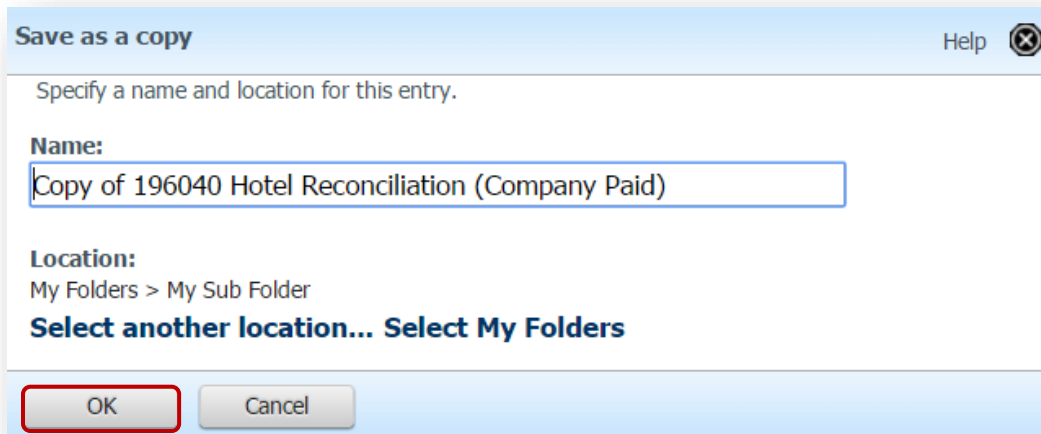 Save as a copy
Help
Specify a name and location for this entry.
Name:
Copy of 196040 Hotel Reconciliation (Company Paid)
Location:
My Folders > My Sub Folder
Select another location... Select My Folders
OK Cancel